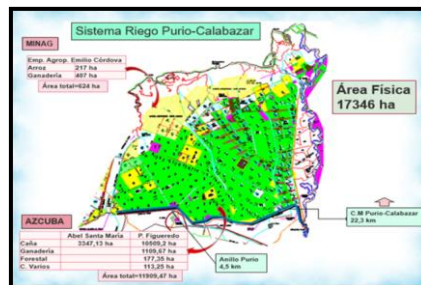 Sistema Riego Purio-Calabazar
MINAG
Emp. Agrop. Emilio Córdova
Arroz 217 ha
Ganadería 407 ha
Área total=624 ha
Área Física
17346 ha
C.M Purio-Calabazar
22,3 km
AZCUBA
Abel Santa María P. Figueredo
Caña 3347,13 ha 10509,2 ha
Ganadería 1109,67 ha
Forestal 177,35 ha
C. Varios 113,25 ha
Área total=11909,47 ha
Anillo Purio
4,5 km